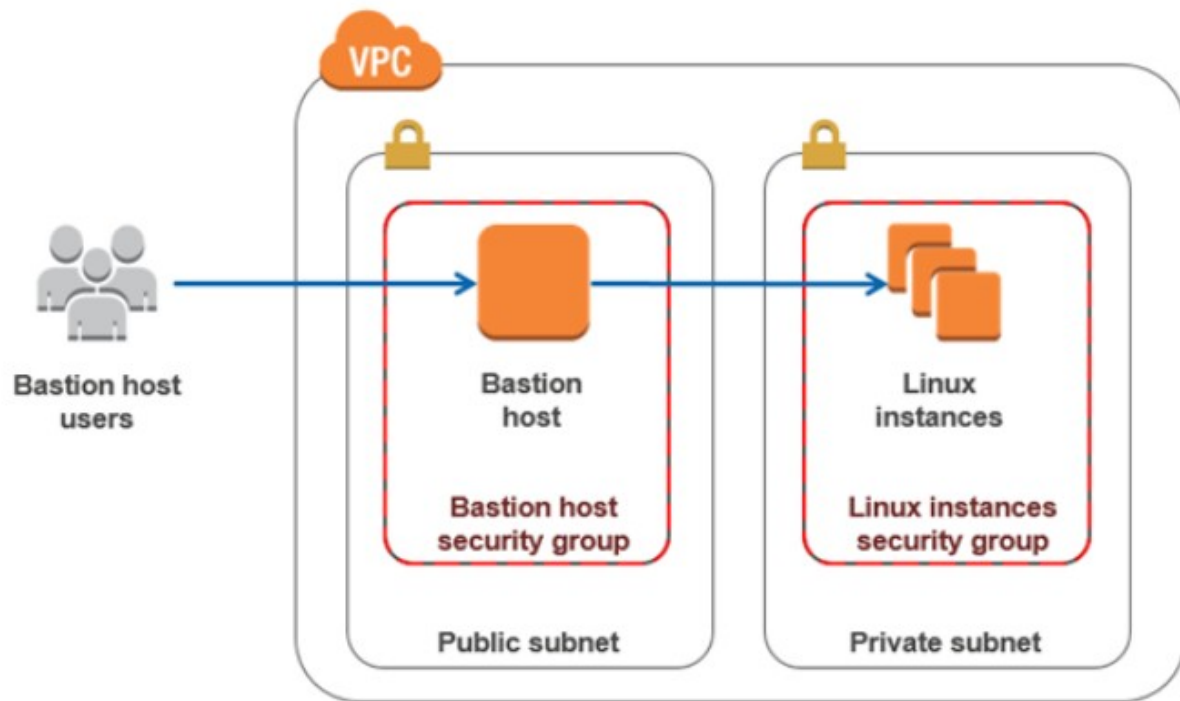 VPC
Bastion host
users
Bastion
host
Bastion host
security group
Public subnet
Linux
instances
Linux instances
security group
Private subnet